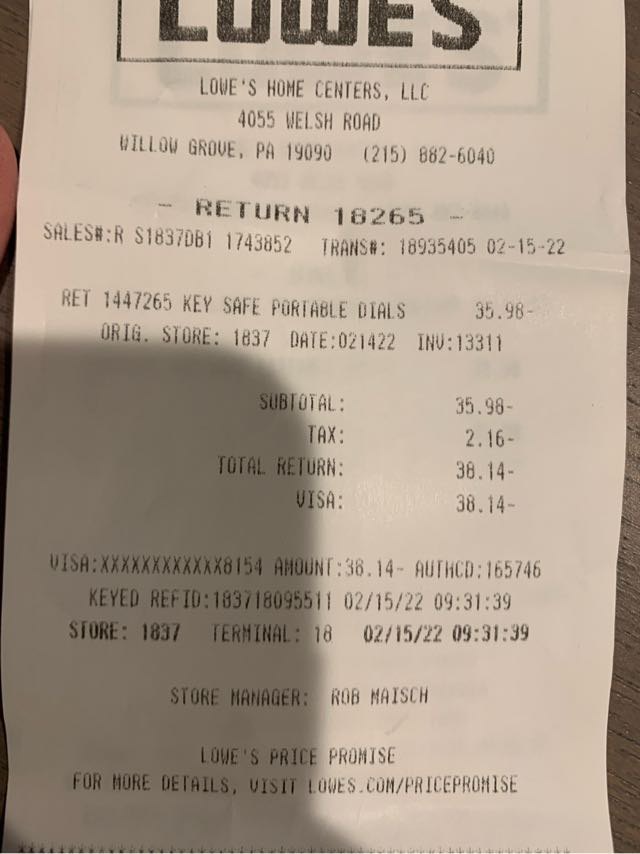 LOWE'S
LOWE'S HOME CENTERS, LLC
4055 WELSH ROAD
WILLOW GROVE, PA 19090 (215) 882-6040
- RETURN 18265 -
SALES#:R S1837DB1 1743852 TRANS#: 18935405 02-15-22
RET 1447265 KEY SAFE PORTABLE DIALS 35.98-
ORIG. STORE: 1837 DATE:021422 INV:13311
SUBTOTAL: 35.98-
TAX: 2.16-
TOTAL RETURN: 38.14-
VISA: 38.14-
VISA:XXXXXXXXXXXX8154 AMOUNT:38.14- AUTHCD:165746
KEYED REFID:183718095511 02/15/22 09:31:39
STORE: 1837 TERMINAL: 18 02/15/22 09:31:39
STORE MANAGER: ROB MAISCH
LOWE'S PRICE PROMISE
FOR MORE DETAILS, VISIT LOWES.COM/PRICEPROMISE